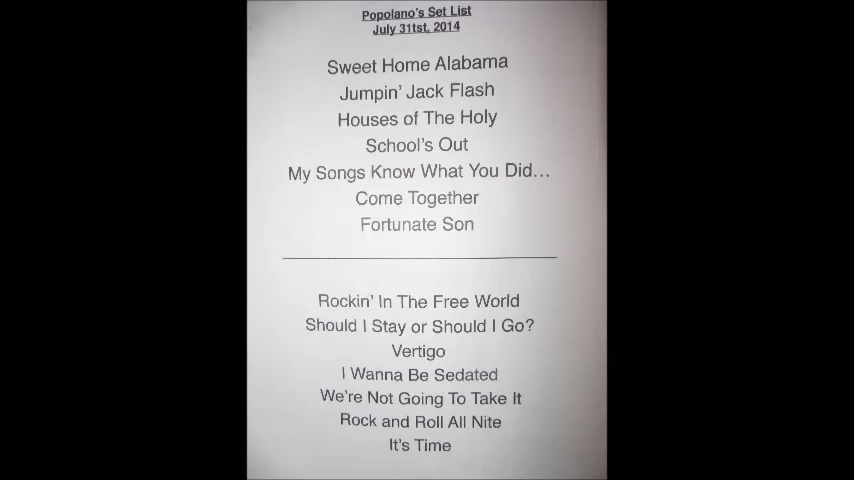 Popolano's Set List
July 31tst, 2014
Sweet Home Alabama
Jumpin' Jack Flash
Houses of The Holy
School's Out
My Songs Know What You Did...
Come Together
Fortunate Son
Rockin' In The Free World
Should I Stay or Should I Go?
Vertigo
I Wanna Be Sedated
We're Not Going To Take It
Rock and Roll All Nite
It's Time